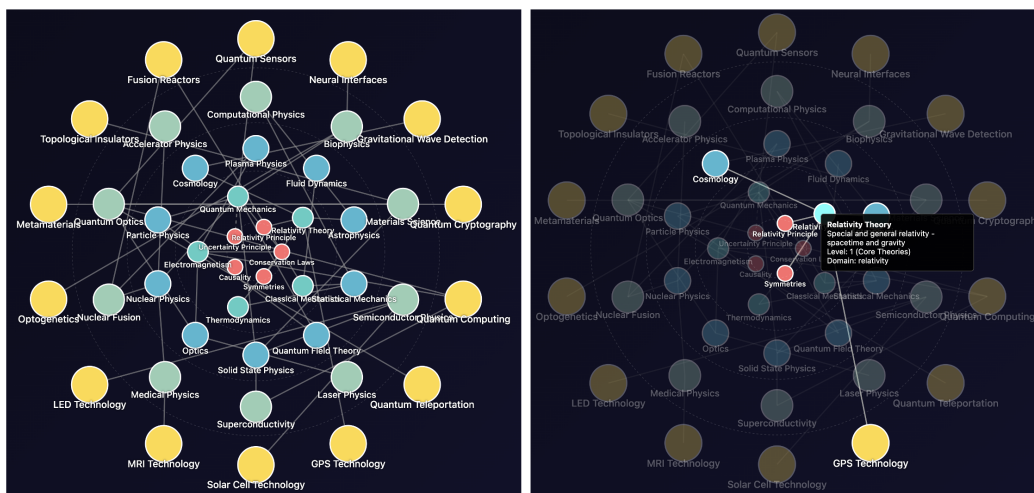 Quantum Sensors
Fusion Reactors
Neural Interfaces
Computational Physics
Topological Insulators
Accelerator Physics
Biophysics
Gravitational Wave Detection
Plasma Physics
Cosmology
Fluid Dynamics
Quantum Mechanics
Metamaterials
Quantum Optics
Particle Physics
Relativity Theory
Astrophysics
Materials Science
Quantum Cryptography
Relativity Principle
Uncertainty Principle
Electromagnetism
Conservation Laws
Causality
Symmetries
Nuclear Physics
Classical Mechanics
Statistical Mechanics
Optogenetics
Nuclear Fusion
Thermodynamics
Semiconductor Physics
Quantum Computing
Optics
Quantum Field Theory
Solid State Physics
LED Technology
Medical Physics
Laser Physics
Quantum Teleportation
Superconductivity
MRI Technology
GPS Technology
Solar Cell Technology
Quantum Sensors
Fusion Reactors
Neural Interfaces
Computational Physics
Topological Insulators
Accelerator Physics
Biophysics
Gravitational Wave Detection
Plasma Physics
Cosmology
Fluid Dynamics
Quantum Mechanics
Metamaterials
Quantum Optics
Particle Physics
Quantum Cryptography
Relativity Theory
Special and general relativity -
spacetime and gravity
Level: 1 (Core Theories)
Domain: relativity
Relativity Principle
Uncertainty Principle
Electromagnetism
Causality
Symmetries
Nuclear Physics
Classical Mechanics
Statistical Mechanics
Optogenetics
Nuclear Fusion
Thermodynamics
Semiconductor Physics
Quantum Computing
Optics
Quantum Field Theory
Solid State Physics
LED Technology
Medical Physics
Laser Physics
Quantum Teleportation
Superconductivity
MRI Technology
GPS Technology
Solar Cell Technology